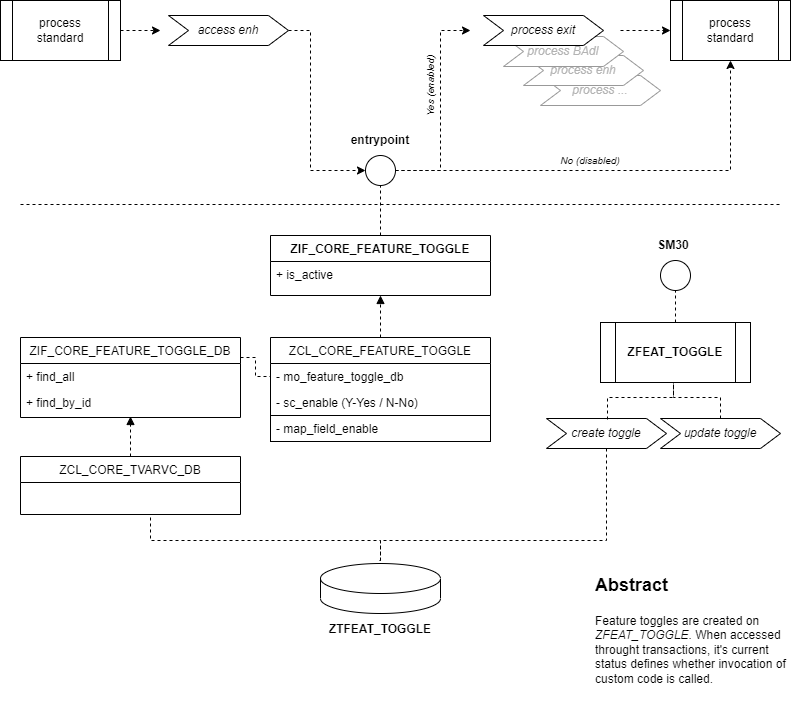 process
standard
access enh
process exit
process BAdI
process enh
process ...
process
standard
Yes (enabled)
entrypoint
No (disabled)
ZIF_CORE_FEATURE_TOGGLE
+ is_active
SM30
ZIF_CORE_FEATURE_TOGGLE_DB
+ find_all
+ find_by_id
ZCL_CORE_FEATURE_TOGGLE
- mo_feature_toggle_db
- sc_enable (Y-Yes / N-No)
- map_field_enable
ZFEAT_TOGGLE
create toggle
update toggle
ZCL_CORE_TVARVC_DB
ZTFEAT_TOGGLE
Abstract
Feature toggles are created on
ZFEAT_TOGGLE. When accessed
throught transactions, it's current
status defines whether invocation of
custom code is called.